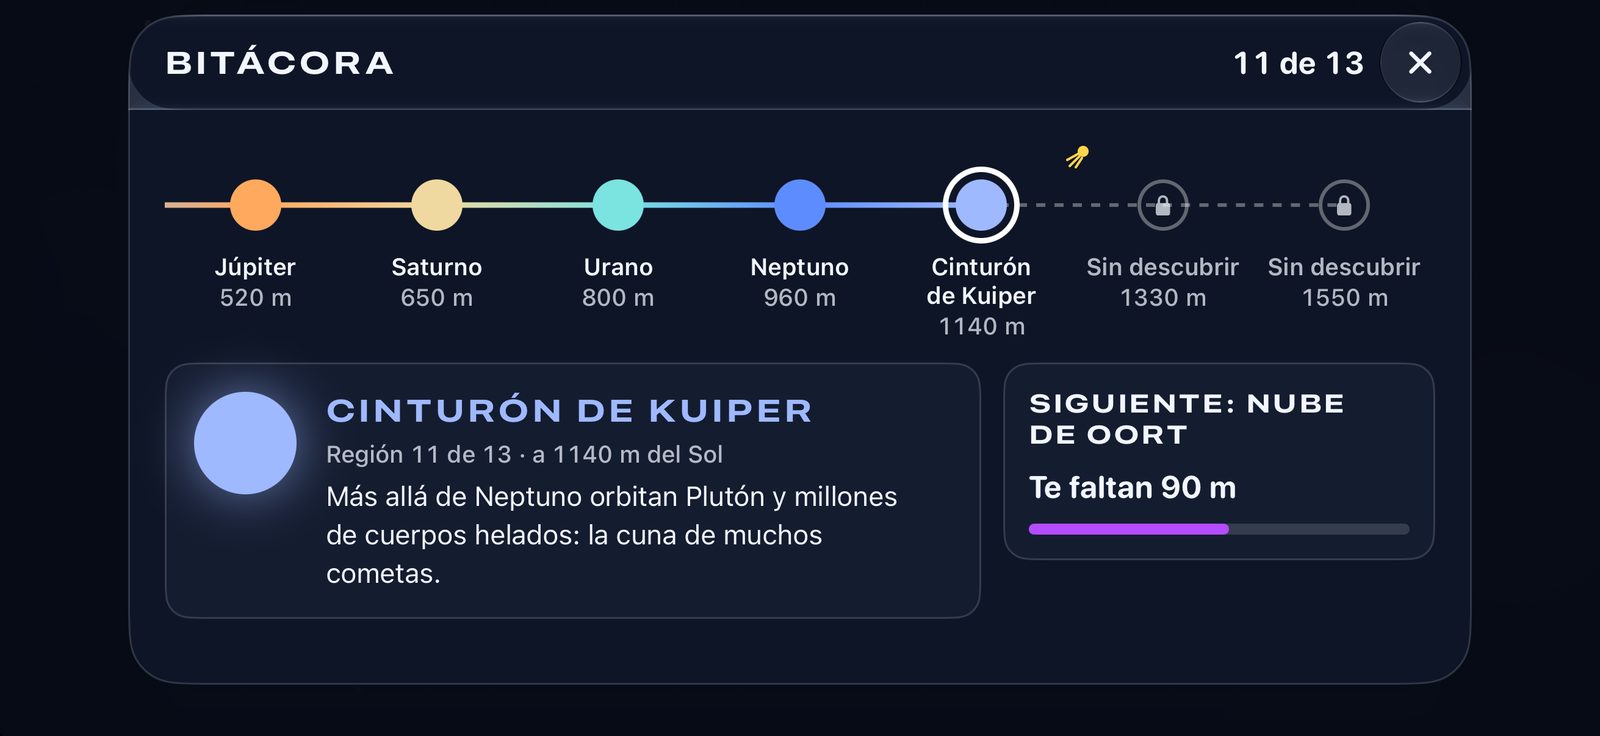 BITÁCORA
11 de 13
Júpiter
520 m
Saturno
650 m
Urano
800 m
Neptuno
960 m
Cinturón
de Kuiper
1140 m
Sin descubrir
1330 m
Sin descubrir
1550 m
CINTURÓN DE KUIPER
Región 11 de 13 · a 1140 m del Sol
Más allá de Neptuno orbitan Plutón y millones
de cuerpos helados: la cuna de muchos
cometas.
SIGUIENTE: NUBE
DE OORT
Te faltan 90 m